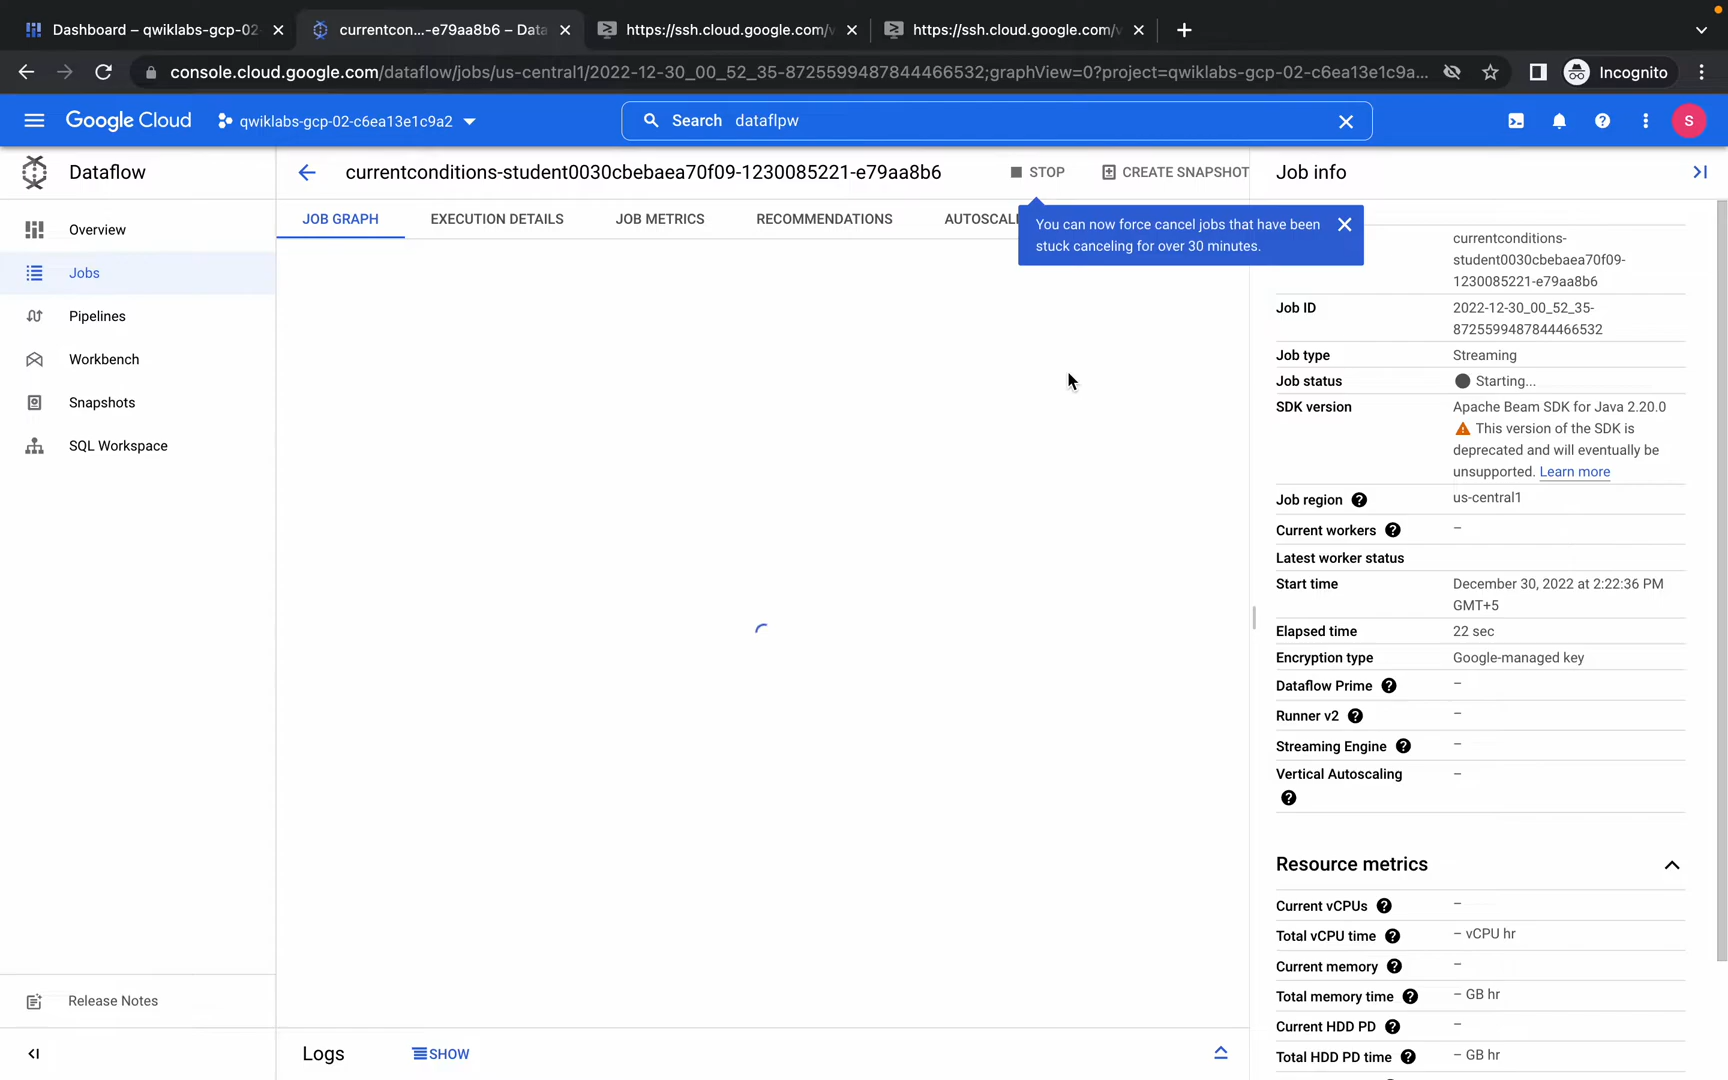 Dashboard – qwiklabs-gcp-02-
currentcon...-e79aa8b6 – Data
https://ssh.cloud.google.com/v
https://ssh.cloud.google.com/v
console.cloud.google.com/dataflow/jobs/us-central1/2022-12-30_00_52_35-8725599487844466532;graphView=0?project=qwiklabs-gcp-02-c6ea13e1c9a...
Incognito
Google Cloud
qwiklabs-gcp-02-c6ea13e1c9a2
Search dataflpw
S
Dataflow
currentconditions-student0030cbebaea70f09-1230085221-e79aa8b6
STOP
CREATE SNAPSHOT
Job info
Overview
Jobs
Pipelines
Workbench
Snapshots
SQL Workspace
JOB GRAPH
EXECUTION DETAILS
JOB METRICS
RECOMMENDATIONS
AUTOSCAL
You can now force cancel jobs that have been
stuck canceling for over 30 minutes.
currentconditions-
student0030cbebaea70f09-
1230085221-e79aa8b6
Job ID 2022-12-30_00_52_35-
8725599487844466532
Job type Streaming
Job status Starting...
SDK version Apache Beam SDK for Java 2.20.0
This version of the SDK is
deprecated and will eventually be
unsupported. Learn more
Job region ? us-central1
Current workers ? –
Latest worker status
Start time December 30, 2022 at 2:22:36 PM
GMT+5
Elapsed time 22 sec
Encryption type Google-managed key
Dataflow Prime ? –
Runner v2 ? –
Streaming Engine ? –
Vertical Autoscaling –
?
Resource metrics
Current vCPUs ? –
Total vCPU time ? – vCPU hr
Current memory ? –
Total memory time ? – GB hr
Current HDD PD ? –
Total HDD PD time ? – GB hr
Release Notes
Logs
SHOW